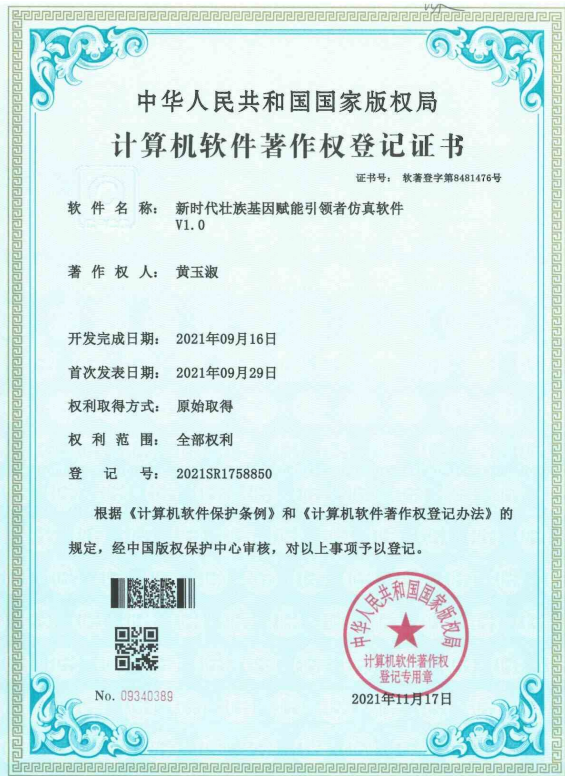 中华人民共和国国家版权局
计算机软件著作权登记证书
证书号： 软著登字第8481476号
软件名称： 新时代壮族基因赋能引领者仿真软件
V1.0
著作权人： 黄玉淑
开发完成日期： 2021年09月16日
首次发表日期： 2021年09月29日
权利取得方式： 原始取得
权利范围： 全部权利
登记号： 2021SR1758850
根据《计算机软件保护条例》和《计算机软件著作权登记办法》的
规定，经中国版权保护中心审核，对以上事项予以登记。
中华人民共和国国家版权局
计算机软件著作权
登记专用章
No. 09340389
2021年11月17日